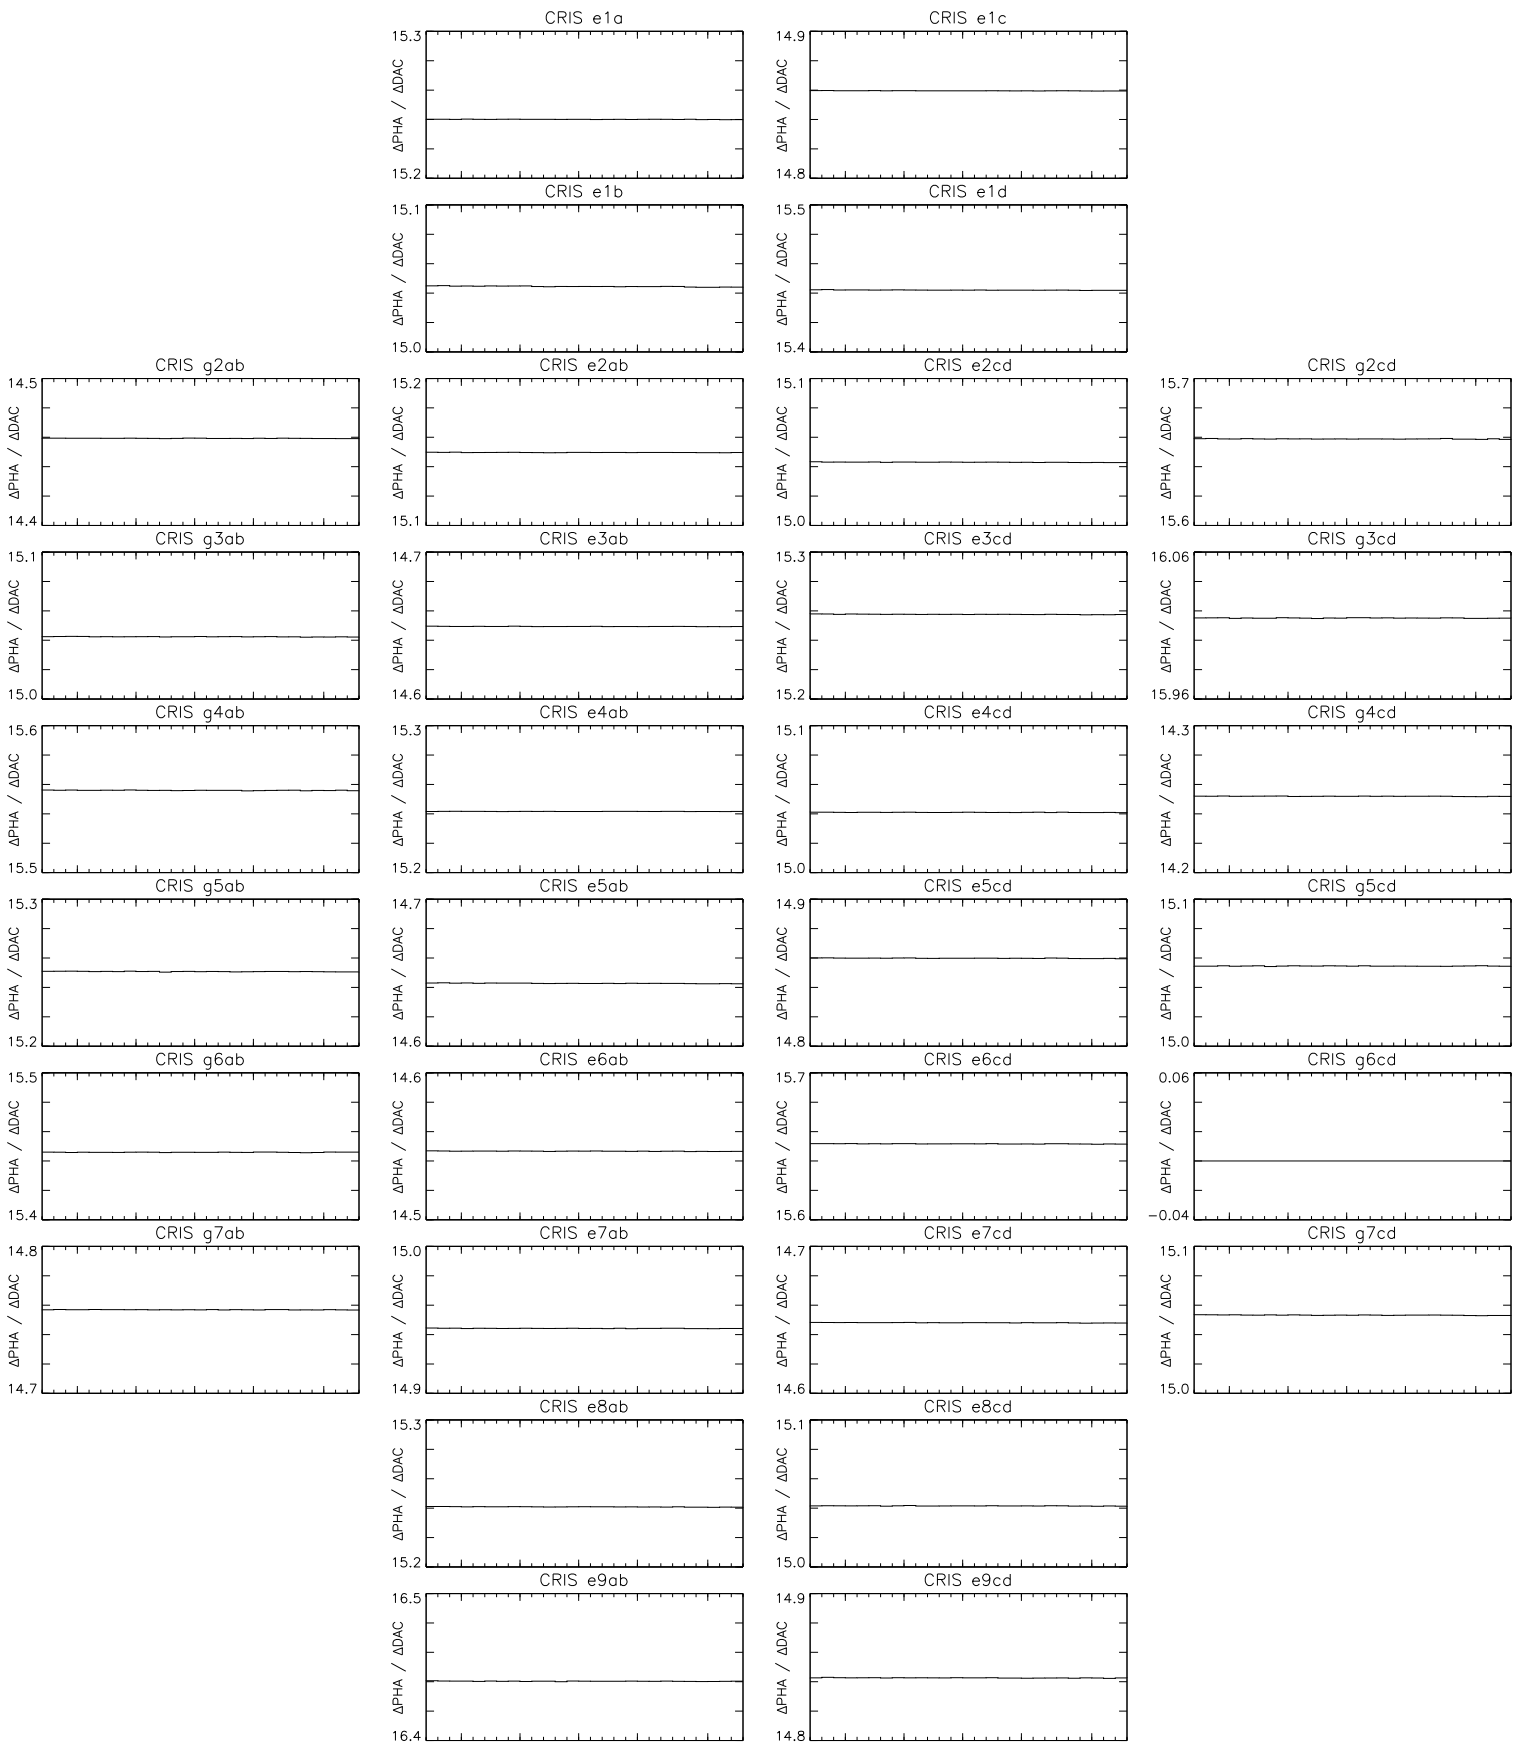 CRIS e1a
15.3
ΔPHA / ΔDAC
15.2
CRIS e1c
14.9
ΔPHA / ΔDAC
14.8
CRIS e1b
15.1
ΔPHA / ΔDAC
15.0
CRIS e1d
15.5
ΔPHA / ΔDAC
15.4
CRIS g2ab
14.5
ΔPHA / ΔDAC
14.4
CRIS e2ab
15.2
ΔPHA / ΔDAC
15.1
CRIS e2cd
15.1
ΔPHA / ΔDAC
15.0
CRIS g2cd
15.7
ΔPHA / ΔDAC
15.6
CRIS g3ab
15.1
ΔPHA / ΔDAC
15.0
CRIS e3ab
14.7
ΔPHA / ΔDAC
14.6
CRIS e3cd
15.3
ΔPHA / ΔDAC
15.2
CRIS g3cd
16.06
ΔPHA / ΔDAC
15.96
CRIS g4ab
15.6
ΔPHA / ΔDAC
15.5
CRIS e4ab
15.3
ΔPHA / ΔDAC
15.2
CRIS e4cd
15.1
ΔPHA / ΔDAC
15.0
CRIS g4cd
14.3
ΔPHA / ΔDAC
14.2
CRIS g5ab
15.3
ΔPHA / ΔDAC
15.2
CRIS e5ab
14.7
ΔPHA / ΔDAC
14.6
CRIS e5cd
14.9
ΔPHA / ΔDAC
14.8
CRIS g5cd
15.1
ΔPHA / ΔDAC
15.0
CRIS g6ab
15.5
ΔPHA / ΔDAC
15.4
CRIS e6ab
14.6
ΔPHA / ΔDAC
14.5
CRIS e6cd
15.7
ΔPHA / ΔDAC
15.6
CRIS g6cd
0.06
ΔPHA / ΔDAC
−0.04
CRIS g7ab
14.8
ΔPHA / ΔDAC
14.7
CRIS e7ab
15.0
ΔPHA / ΔDAC
14.9
CRIS e7cd
14.7
ΔPHA / ΔDAC
14.6
CRIS g7cd
15.1
ΔPHA / ΔDAC
15.0
CRIS e8ab
15.3
ΔPHA / ΔDAC
15.2
CRIS e8cd
15.1
ΔPHA / ΔDAC
15.0
CRIS e9ab
16.5
ΔPHA / ΔDAC
16.4
CRIS e9cd
14.9
ΔPHA / ΔDAC
14.8